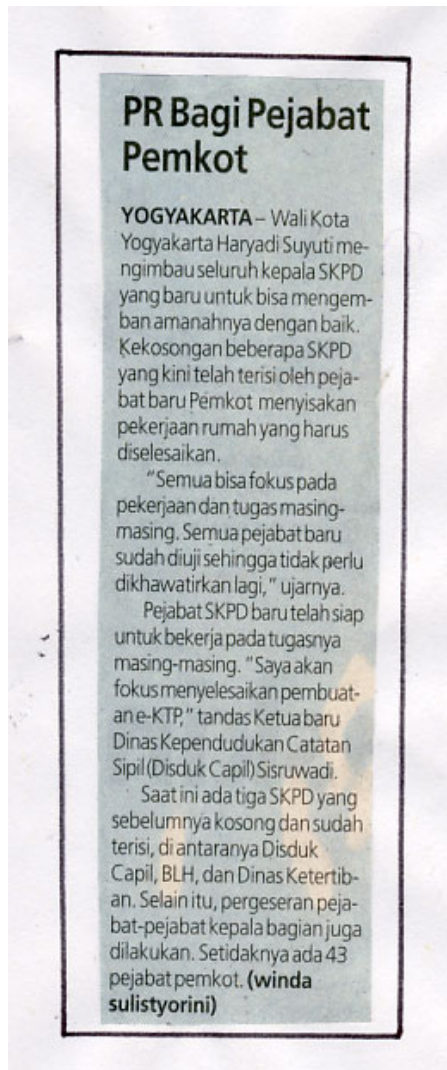 PR Bagi Pejabat
Pemkot
YOGYAKARTA – Wali Kota
Yogyakarta Haryadi Suyuti me-
ngimbau seluruh kepala SKPD
yang baru untuk bisa mengem-
ban amanahnya dengan baik.
Kekosongan beberapa SKPD
yang kini telah terisi oleh peja-
bat baru Pemkot menyisakan
pekerjaan rumah yang harus
diselesaikan.
"Semua bisa fokus pada
pekerjaan dan tugas masing-
masing. Semua pejabat baru
sudah diuji sehingga tidak perlu
dikhawatirkan lagi," ujarnya.
Pejabat SKPD baru telah siap
untuk bekerja pada tugasnya
masing-masing. "Saya akan
fokus menyelesaikan pembuat-
an e-KTP," tandas Ketua baru
Dinas Kependudukan Catatan
Sipil (Disduk Capil) Sisruwadi.
Saat ini ada tiga SKPD yang
sebelumnya kosong dan sudah
terisi, di antaranya Disduk
Capil, BLH, dan Dinas Ketertib-
an. Selain itu, pergeseran peja-
bat-pejabat kepala bagian juga
dilakukan. Setidaknya ada 43
pejabat pemkot. (winda
sulistyorini)